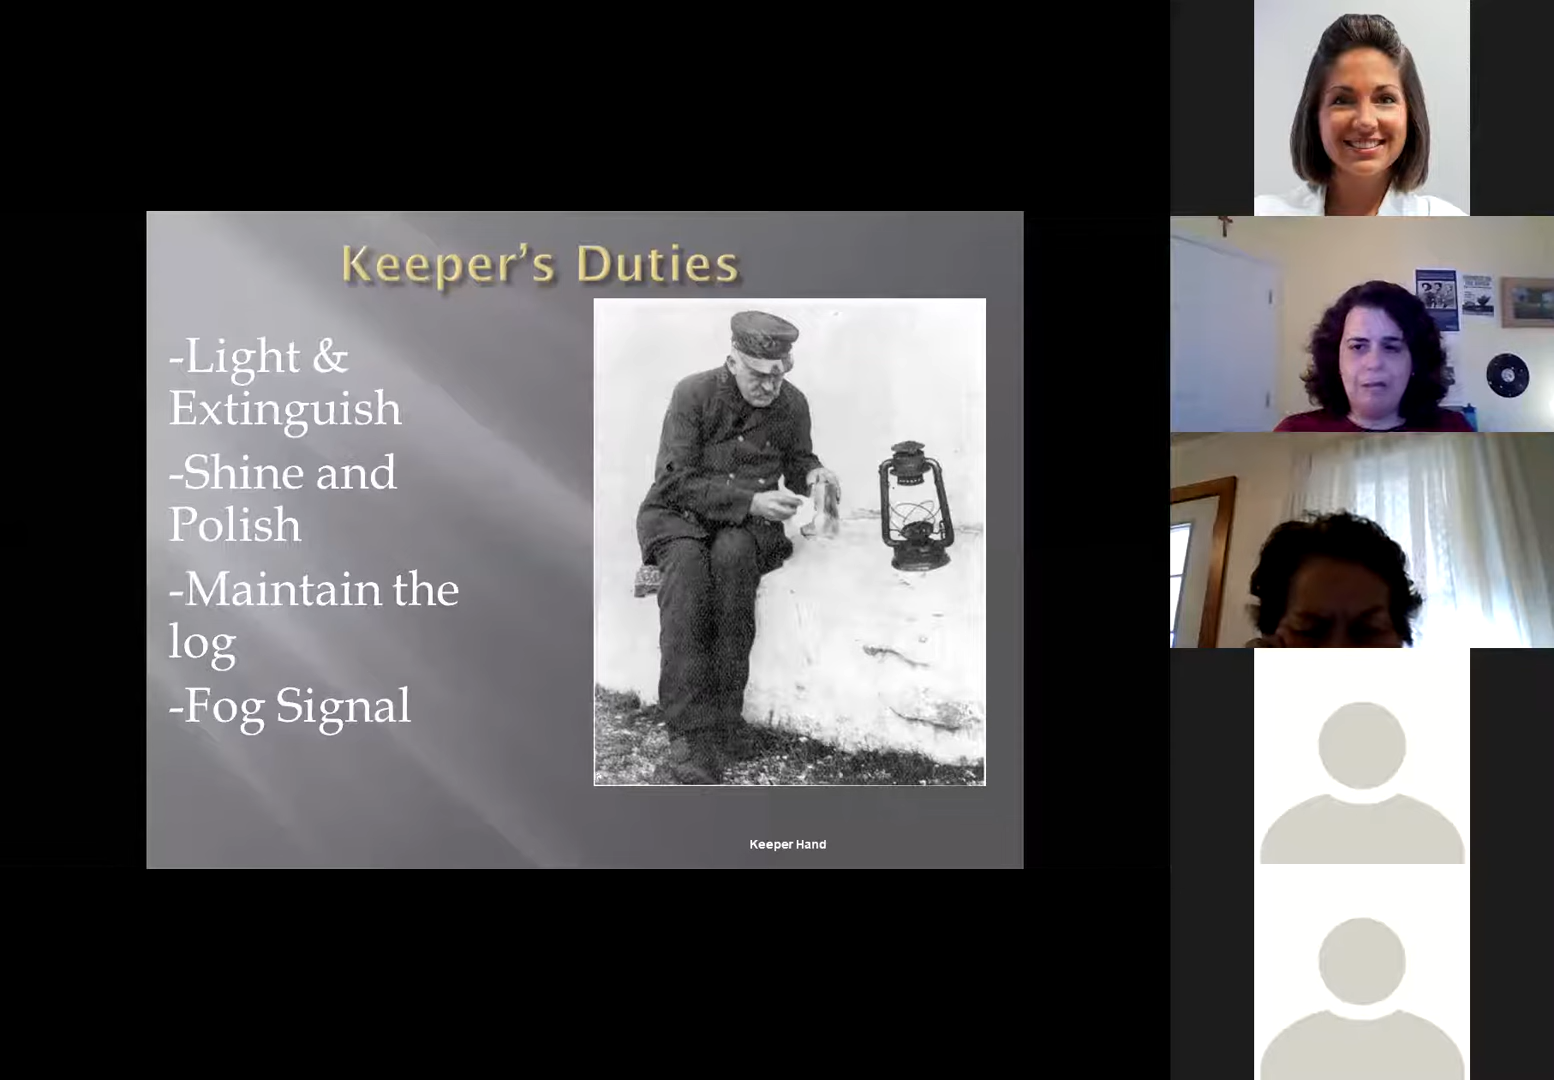 Keeper's Duties
-Light &
Extinguish
-Shine and
Polish
-Maintain the
log
-Fog Signal
Keeper Hand